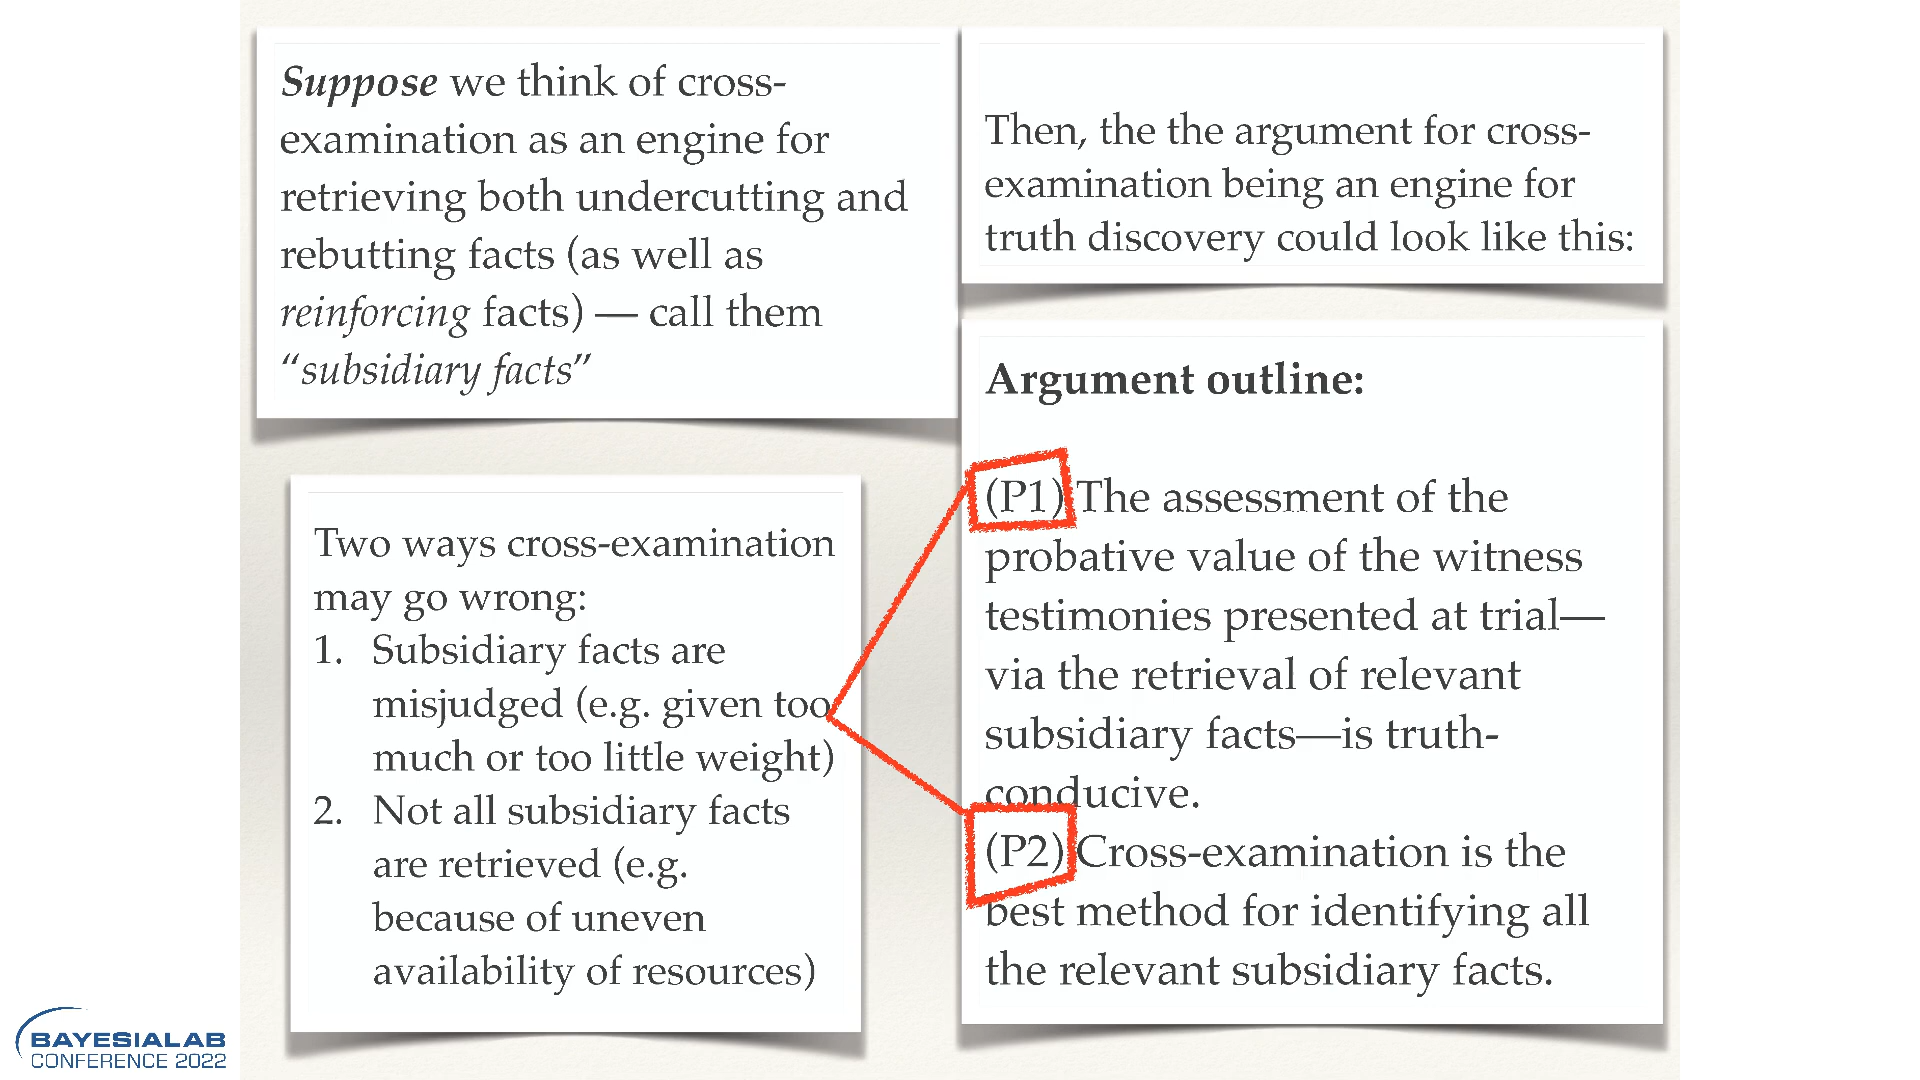 Suppose we think of cross-
examination as an engine for
retrieving both undercutting and
rebutting facts (as well as
reinforcing facts) — call them
“subsidiary facts”
Two ways cross-examination
may go wrong:
1. Subsidiary facts are
misjudged (e.g. given too
much or too little weight)
2. Not all subsidiary facts
are retrieved (e.g.
because of uneven
availability of resources)
Then, the the argument for cross-
examination being an engine for
truth discovery could look like this:
Argument outline:
(P1) The assessment of the
probative value of the witness
testimonies presented at trial—
via the retrieval of relevant
subsidiary facts—is truth-
conducive.
(P2) Cross-examination is the
best method for identifying all
the relevant subsidiary facts.
BAYESIALAB
CONFERENCE 2022